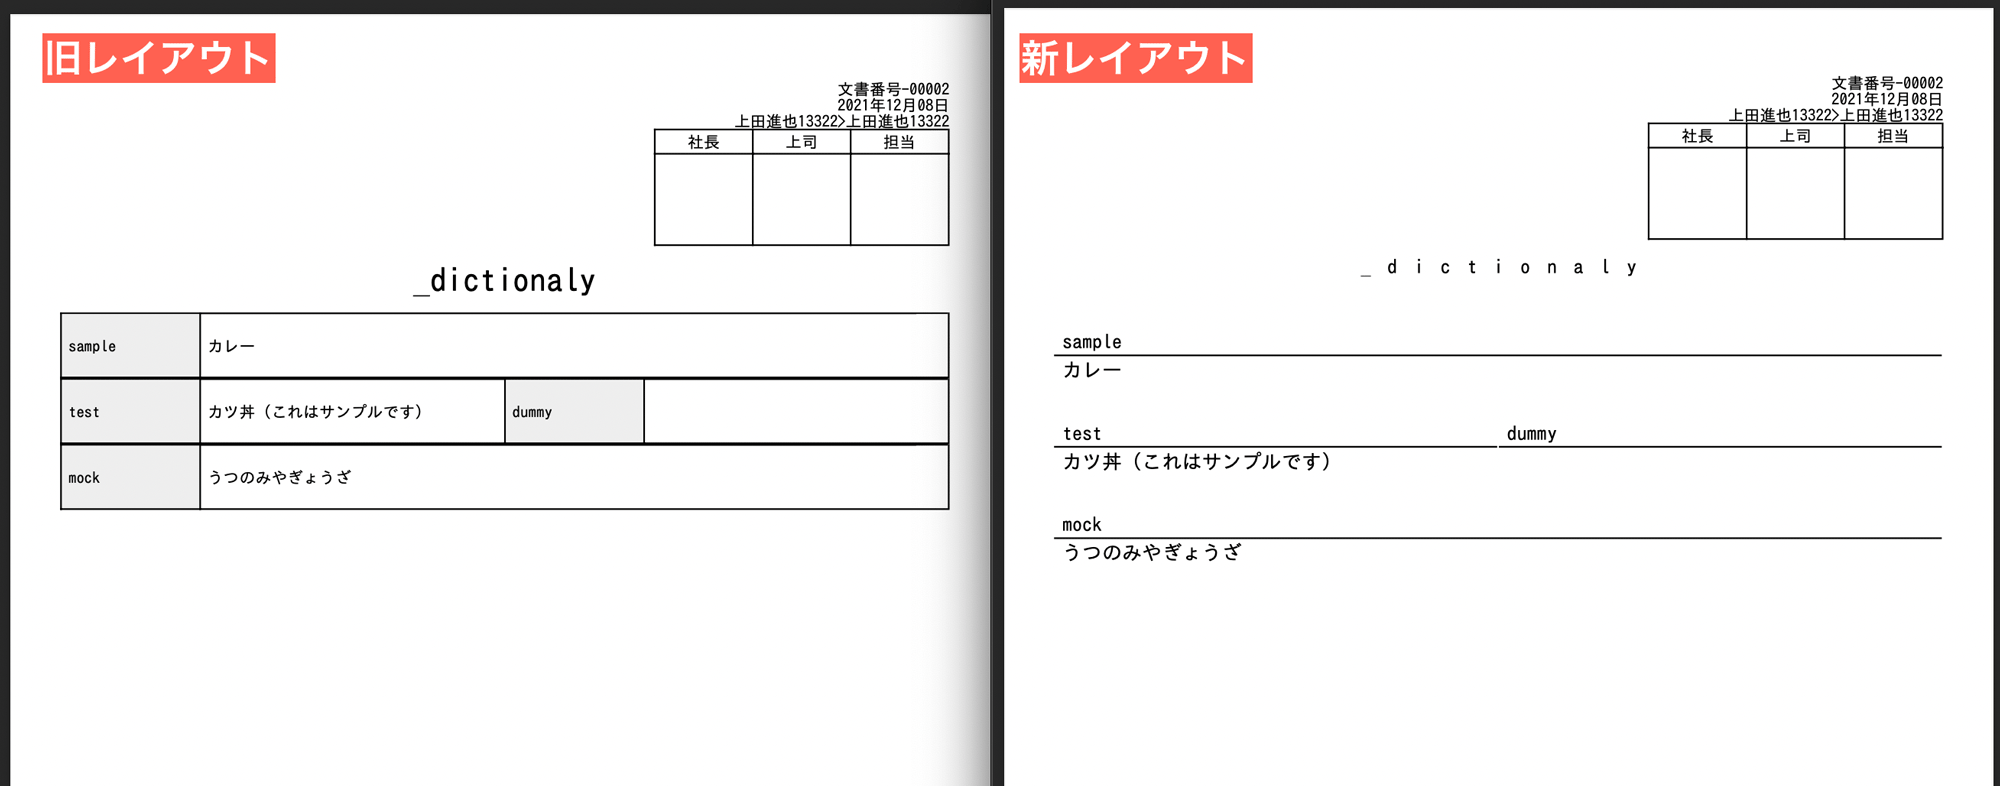 旧レイアウト
文書番号-00002
2021年12月08日
上田進也13322>上田進也13322
社長 上司 担当
_dictionaly
sample カレー
test カツ丼（これはサンプルです） dummy
mock うつのみやぎょうざ
新レイアウト
文書番号-00002
2021年12月08日
上田進也13322>上田進也13322
社長 上司 担当
_dictionaly
sample
カレー
test dummy
カツ丼（これはサンプルです）
mock
うつのみやぎょうざ